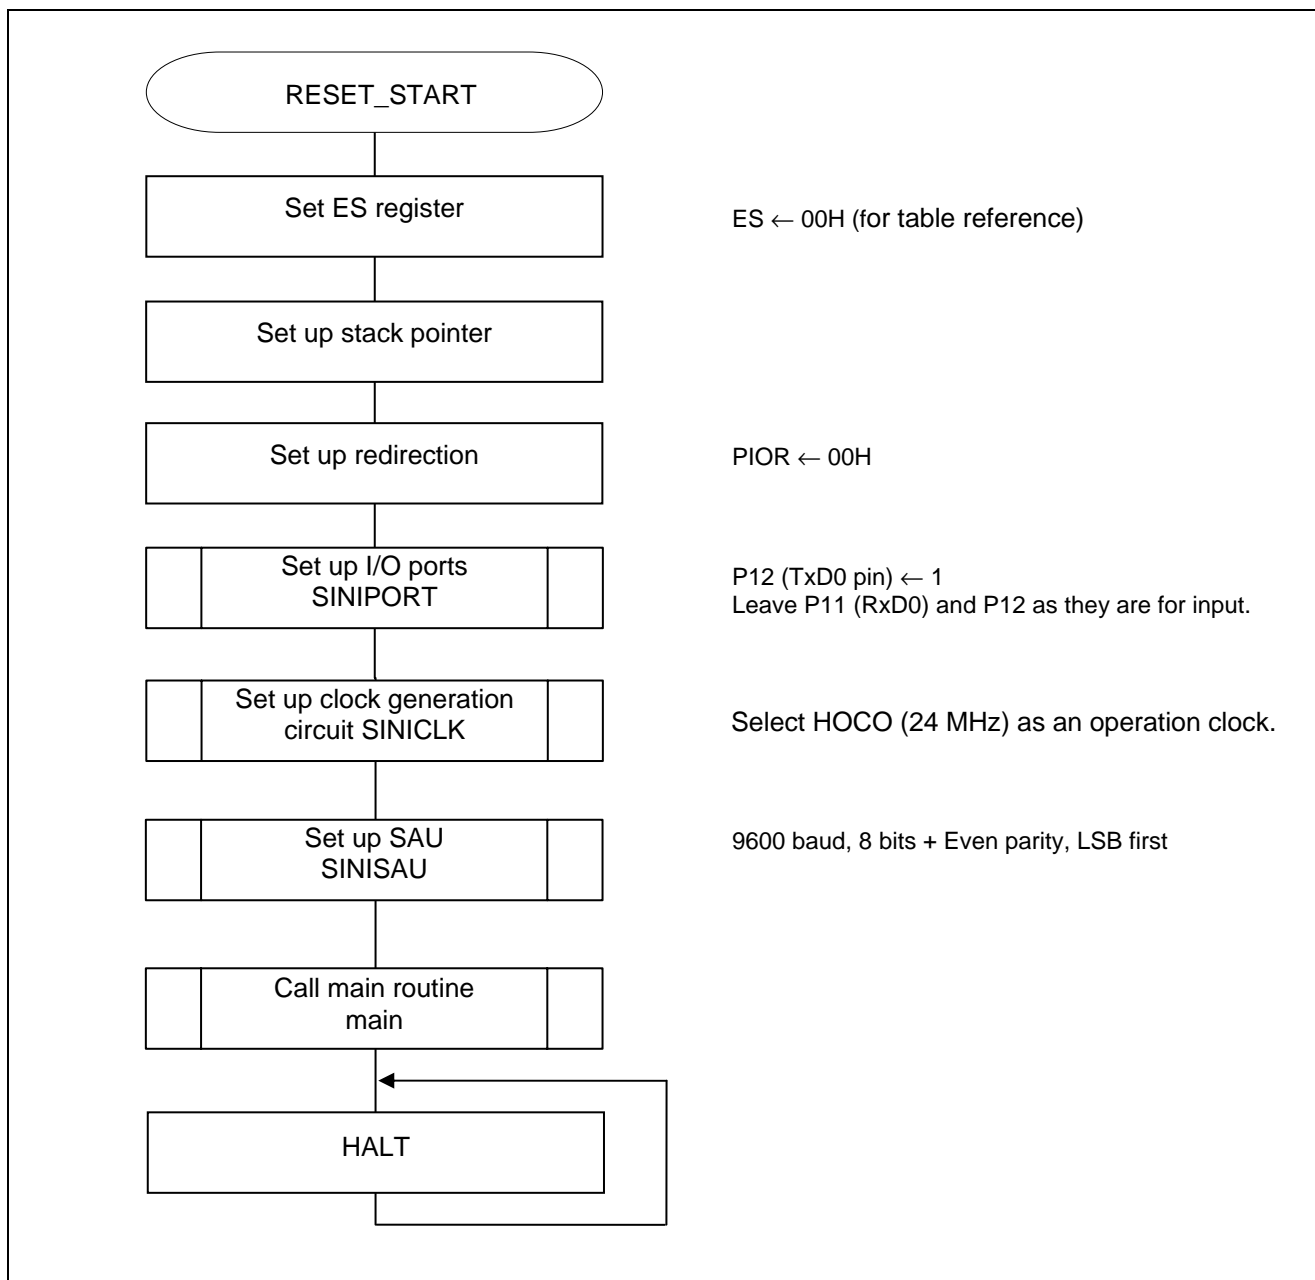 RESET_START
Set ES register
ES ← 00H (for table reference)
Set up stack pointer
Set up redirection
PIOR ← 00H
Set up I/O ports
SINIPORT
P12 (TxD0 pin) ← 1
Leave P11 (RxD0) and P12 as they are for input.
Set up clock generation
circuit SINICLK
Select HOCO (24 MHz) as an operation clock.
Set up SAU
SINISAU
9600 baud, 8 bits + Even parity, LSB first
Call main routine
main
HALT